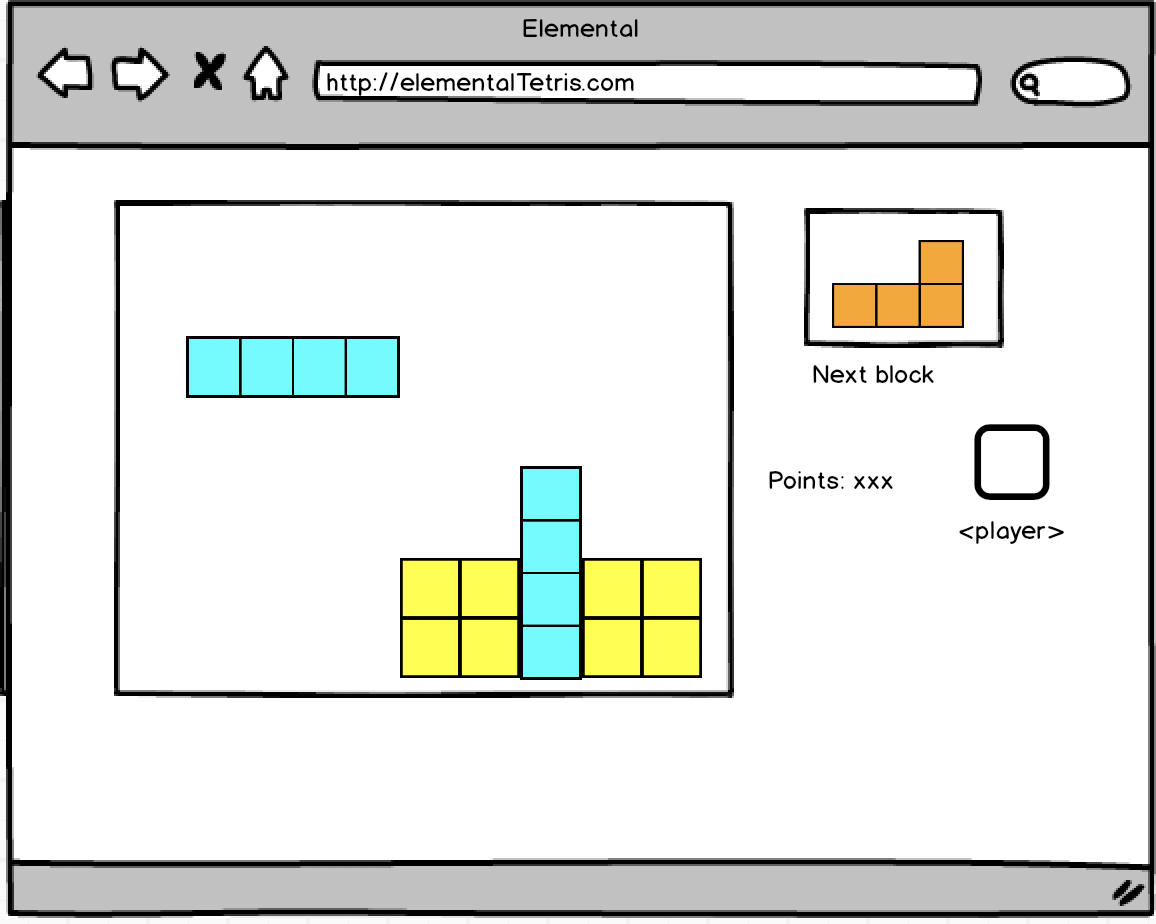 Elemental
http://elementalTetris.com
Next block
Points: xxx
<player>